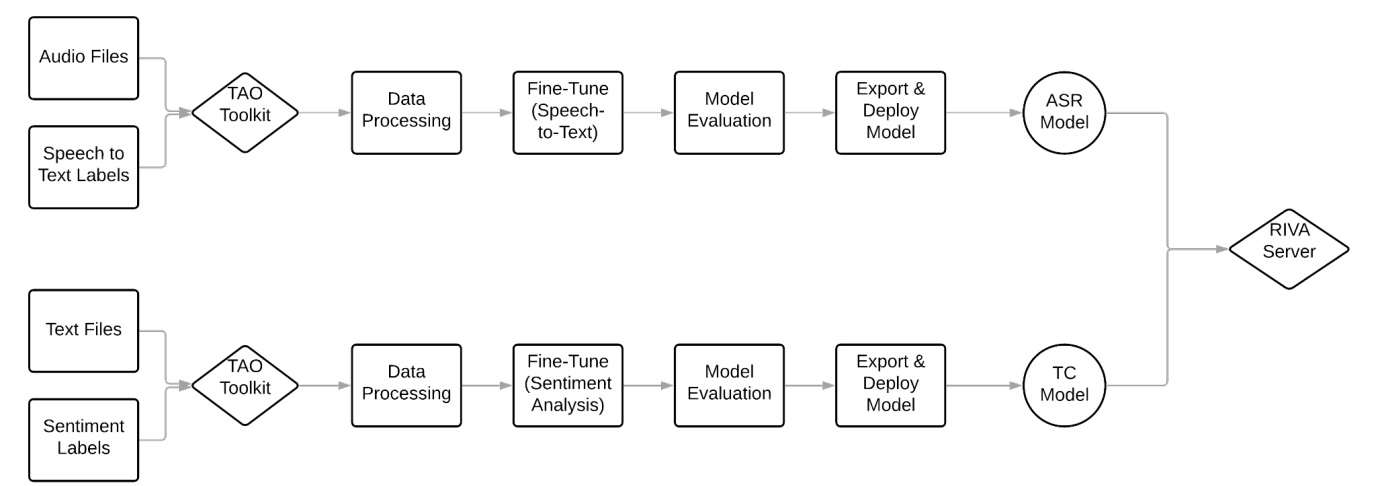 Audio Files
Speech to
Text Labels
TAO
Toolkit
Data
Processing
Fine-Tune
(Speech-
to-Text)
Model
Evaluation
Export &
Deploy
Model
ASR
Model
RIVA
Server
Text Files
Sentiment
Labels
TAO
Toolkit
Data
Processing
Fine-Tune
(Sentiment
Analysis)
Model
Evaluation
Export &
Deploy
Model
TC
Model